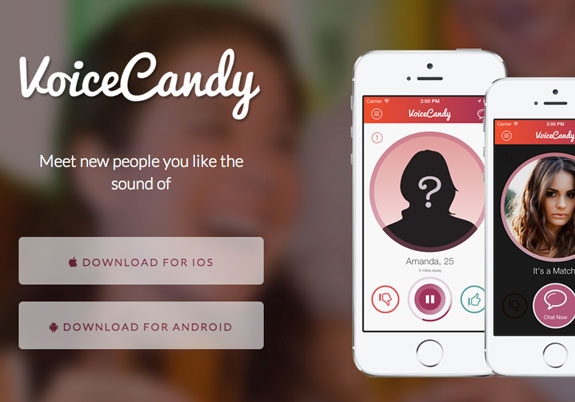 VoiceCandy
Meet new people you like the
sound of
DOWNLOAD FOR IOS
DOWNLOAD FOR ANDROID
Carrier 3:00 PM
VoiceCandy
?
Amanda, 25
2 miles away
Carrier 3:00 PM
VoiceCandy
It's a Match
Chat Now